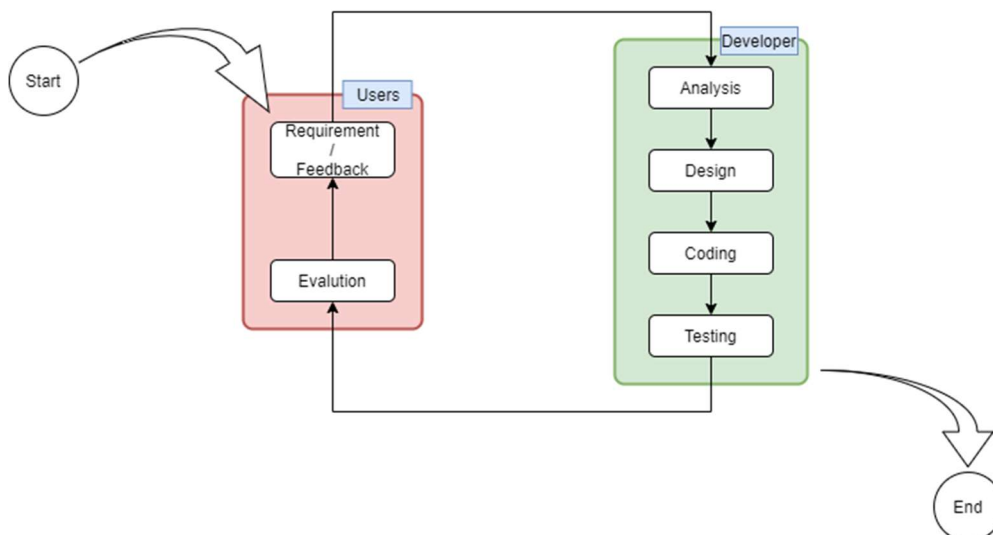 Start
Users
Requirement
/
Feedback
Evalution
Developer
Analysis
Design
Coding
Testing
End